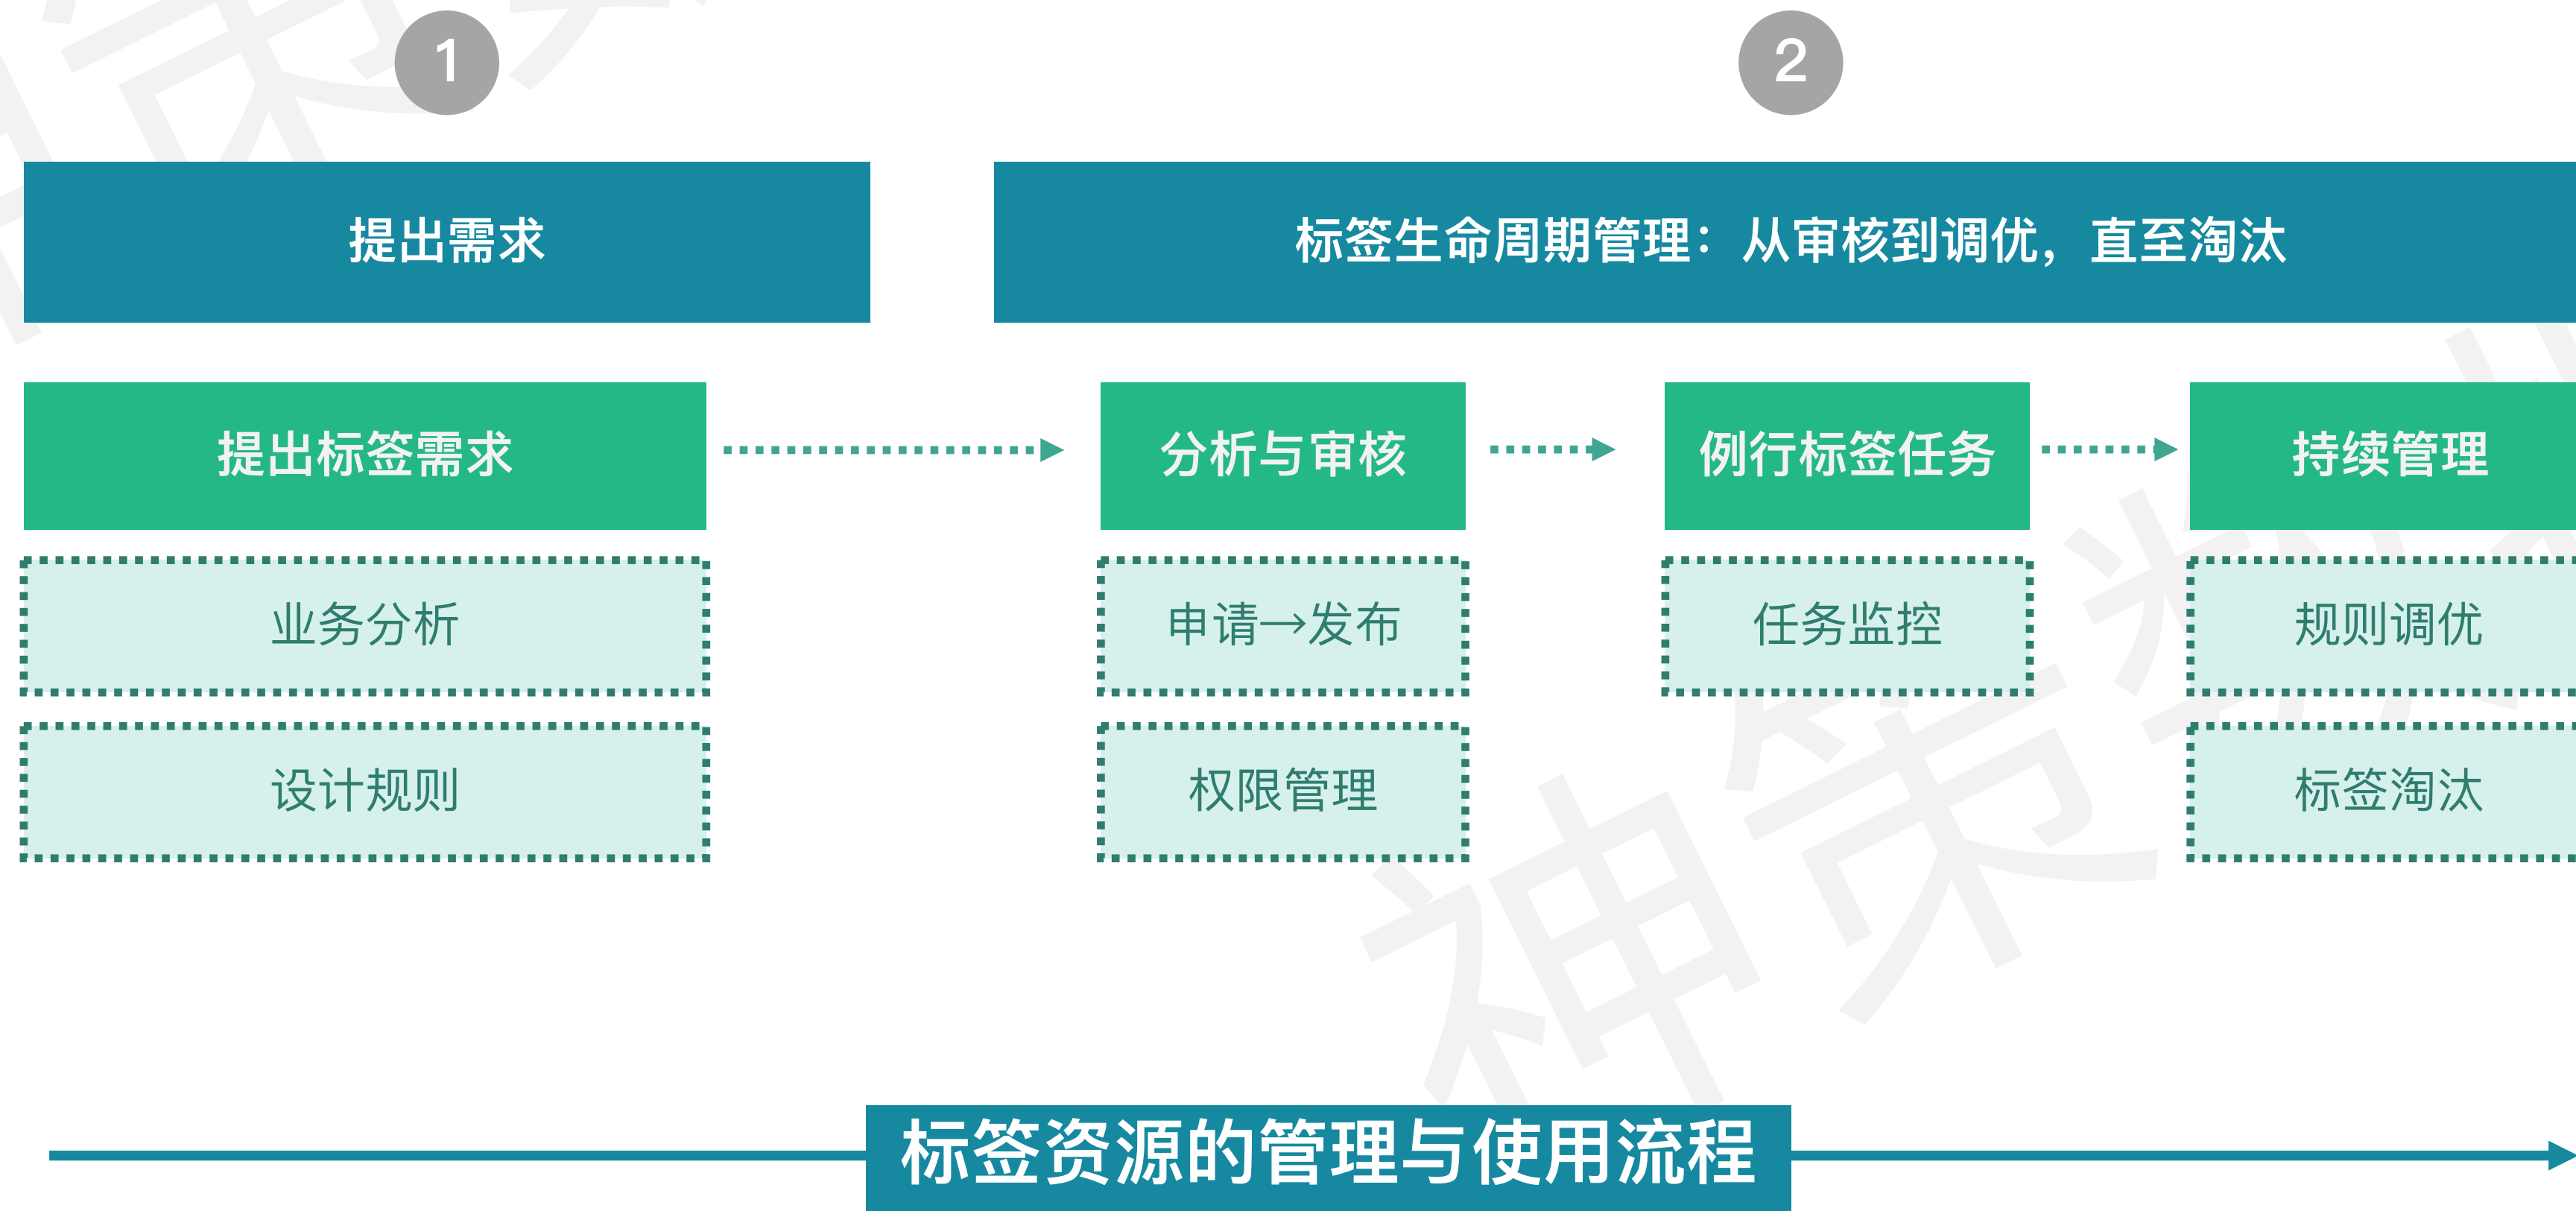 1
2
提出需求
标签生命周期管理：从审核到调优，直至淘汰
提出标签需求
分析与审核
例行标签任务
持续管理
业务分析
申请→发布
任务监控
规则调优
设计规则
权限管理
标签淘汰
神策数
标签资源的管理与使用流程